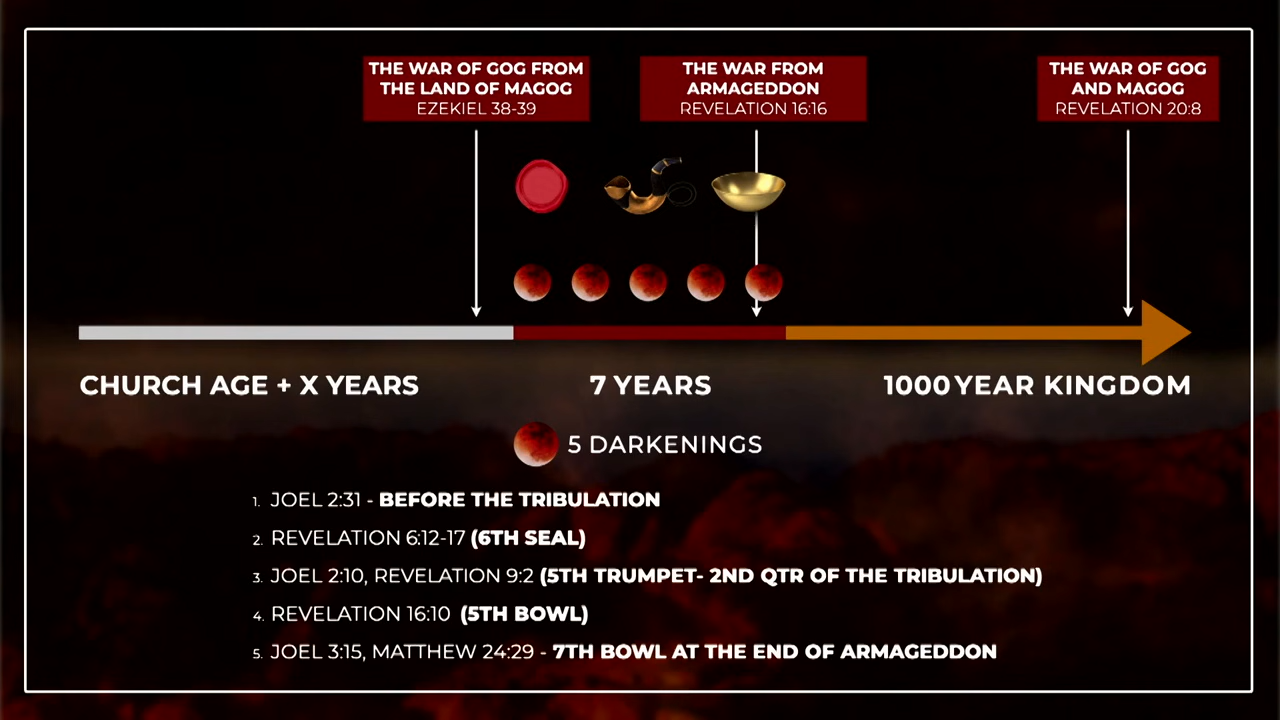 THE WAR OF GOG FROM
THE LAND OF MAGOG
EZEKIEL 38-39
THE WAR FROM
ARMAGEDDON
REVELATION 16:16
THE WAR OF GOG
AND MAGOG
REVELATION 20:8
CHURCH AGE + X YEARS
7 YEARS
1000 YEAR KINGDOM
5 DARKENINGS
1. JOEL 2:31 - BEFORE THE TRIBULATION
2. REVELATION 6:12-17 (6TH SEAL)
3. JOEL 2:10, REVELATION 9:2 (5TH TRUMPET- 2ND QTR OF THE TRIBULATION)
4. REVELATION 16:10 (5TH BOWL)
5. JOEL 3:15, MATTHEW 24:29 - 7TH BOWL AT THE END OF ARMAGEDDON